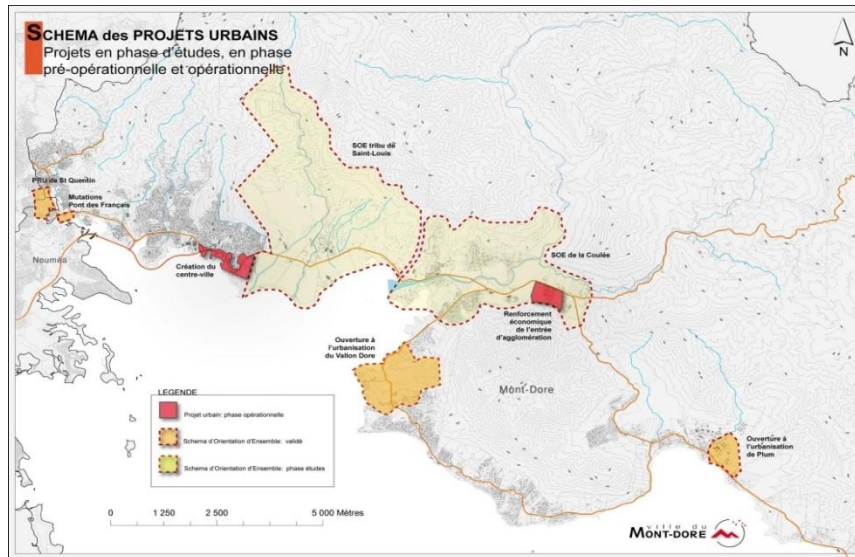 SCHEMA des PROJETS URBAINS
Projets en phase d'études, en phase
pré-opérationnelle et opérationnelle
N
SOE tribu de
Saint-Louis
PRU de St Quentin
Mutations
Pont des Français
Nouméa
Création du
centre-ville
SOE de la Coulée
Renforcement
économique
de l'entrée
d'agglomération
Ouverture à
l'urbanisation
du Vallon Dore
Mont-Dore
Ouverture à
l'urbanisation
de Plum
LEGENDE
Projet urbain: phase opérationnelle
Schema d'Orientation d'Ensemble: validé
Schema d'Orientation d'Ensemble: phase études
0 1 250 2 500 5 000 Mètres
ville du
MONT-DORE